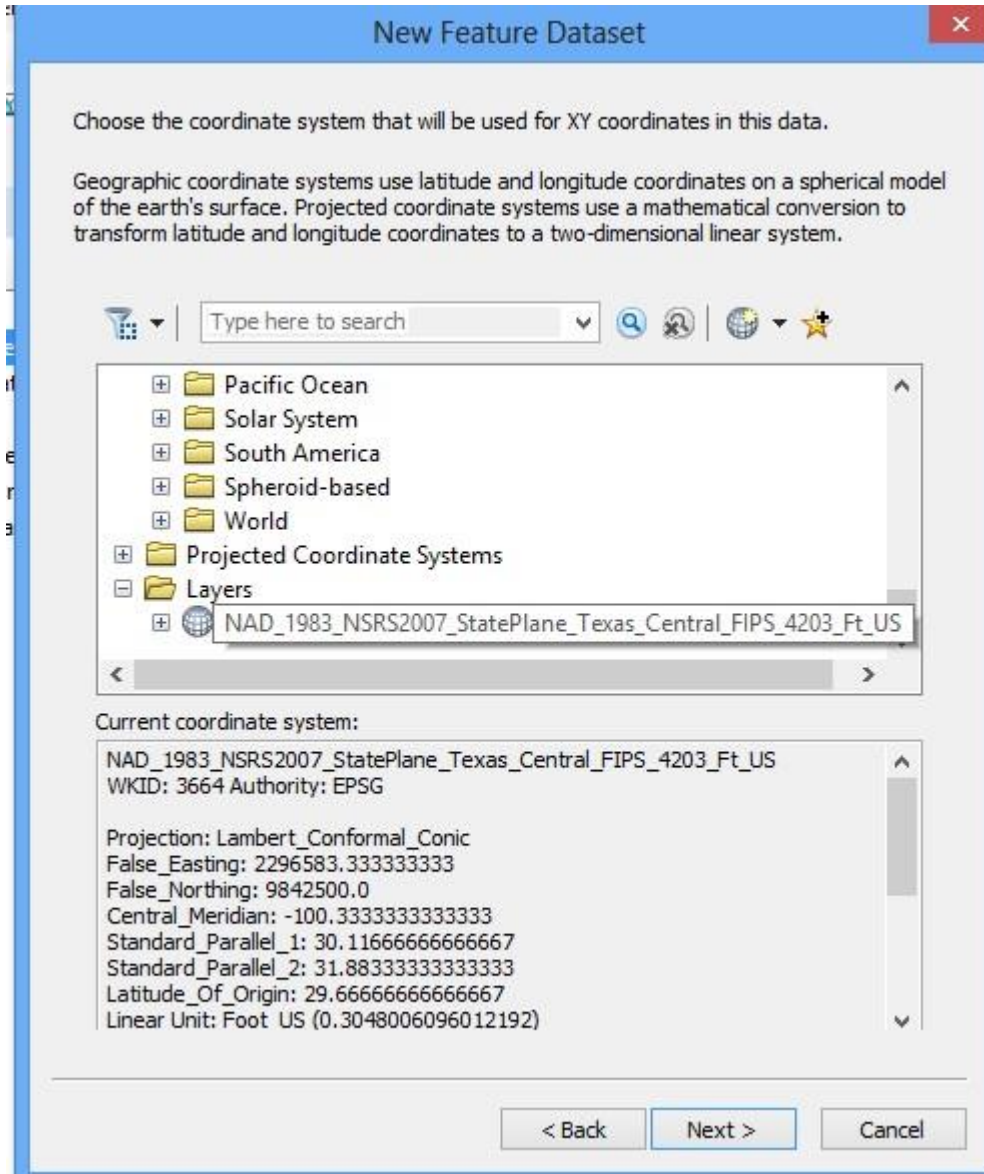 New Feature Dataset
Choose the coordinate system that will be used for XY coordinates in this data.
Geographic coordinate systems use latitude and longitude coordinates on a spherical model
of the earth's surface. Projected coordinate systems use a mathematical conversion to
transform latitude and longitude coordinates to a two-dimensional linear system.
Type here to search
Pacific Ocean
Solar System
South America
Spheroid-based
World
Projected Coordinate Systems
Layers
NAD_1983_NSRS2007_StatePlane_Texas_Central_FIPS_4203_Ft_US
Current coordinate system:
NAD_1983_NSRS2007_StatePlane_Texas_Central_FIPS_4203_Ft_US
WKID: 3664 Authority: EPSG
Projection: Lambert_Conformal_Conic
False_Easting: 2296583.333333333
False_Northing: 9842500.0
Central_Meridian: -100.3333333333333
Standard_Parallel_1: 30.11666666666667
Standard_Parallel_2: 31.88333333333333
Latitude_Of_Origin: 29.66666666666667
Linear Unit: Foot_US (0.3048006096012192)
< Back
Next >
Cancel